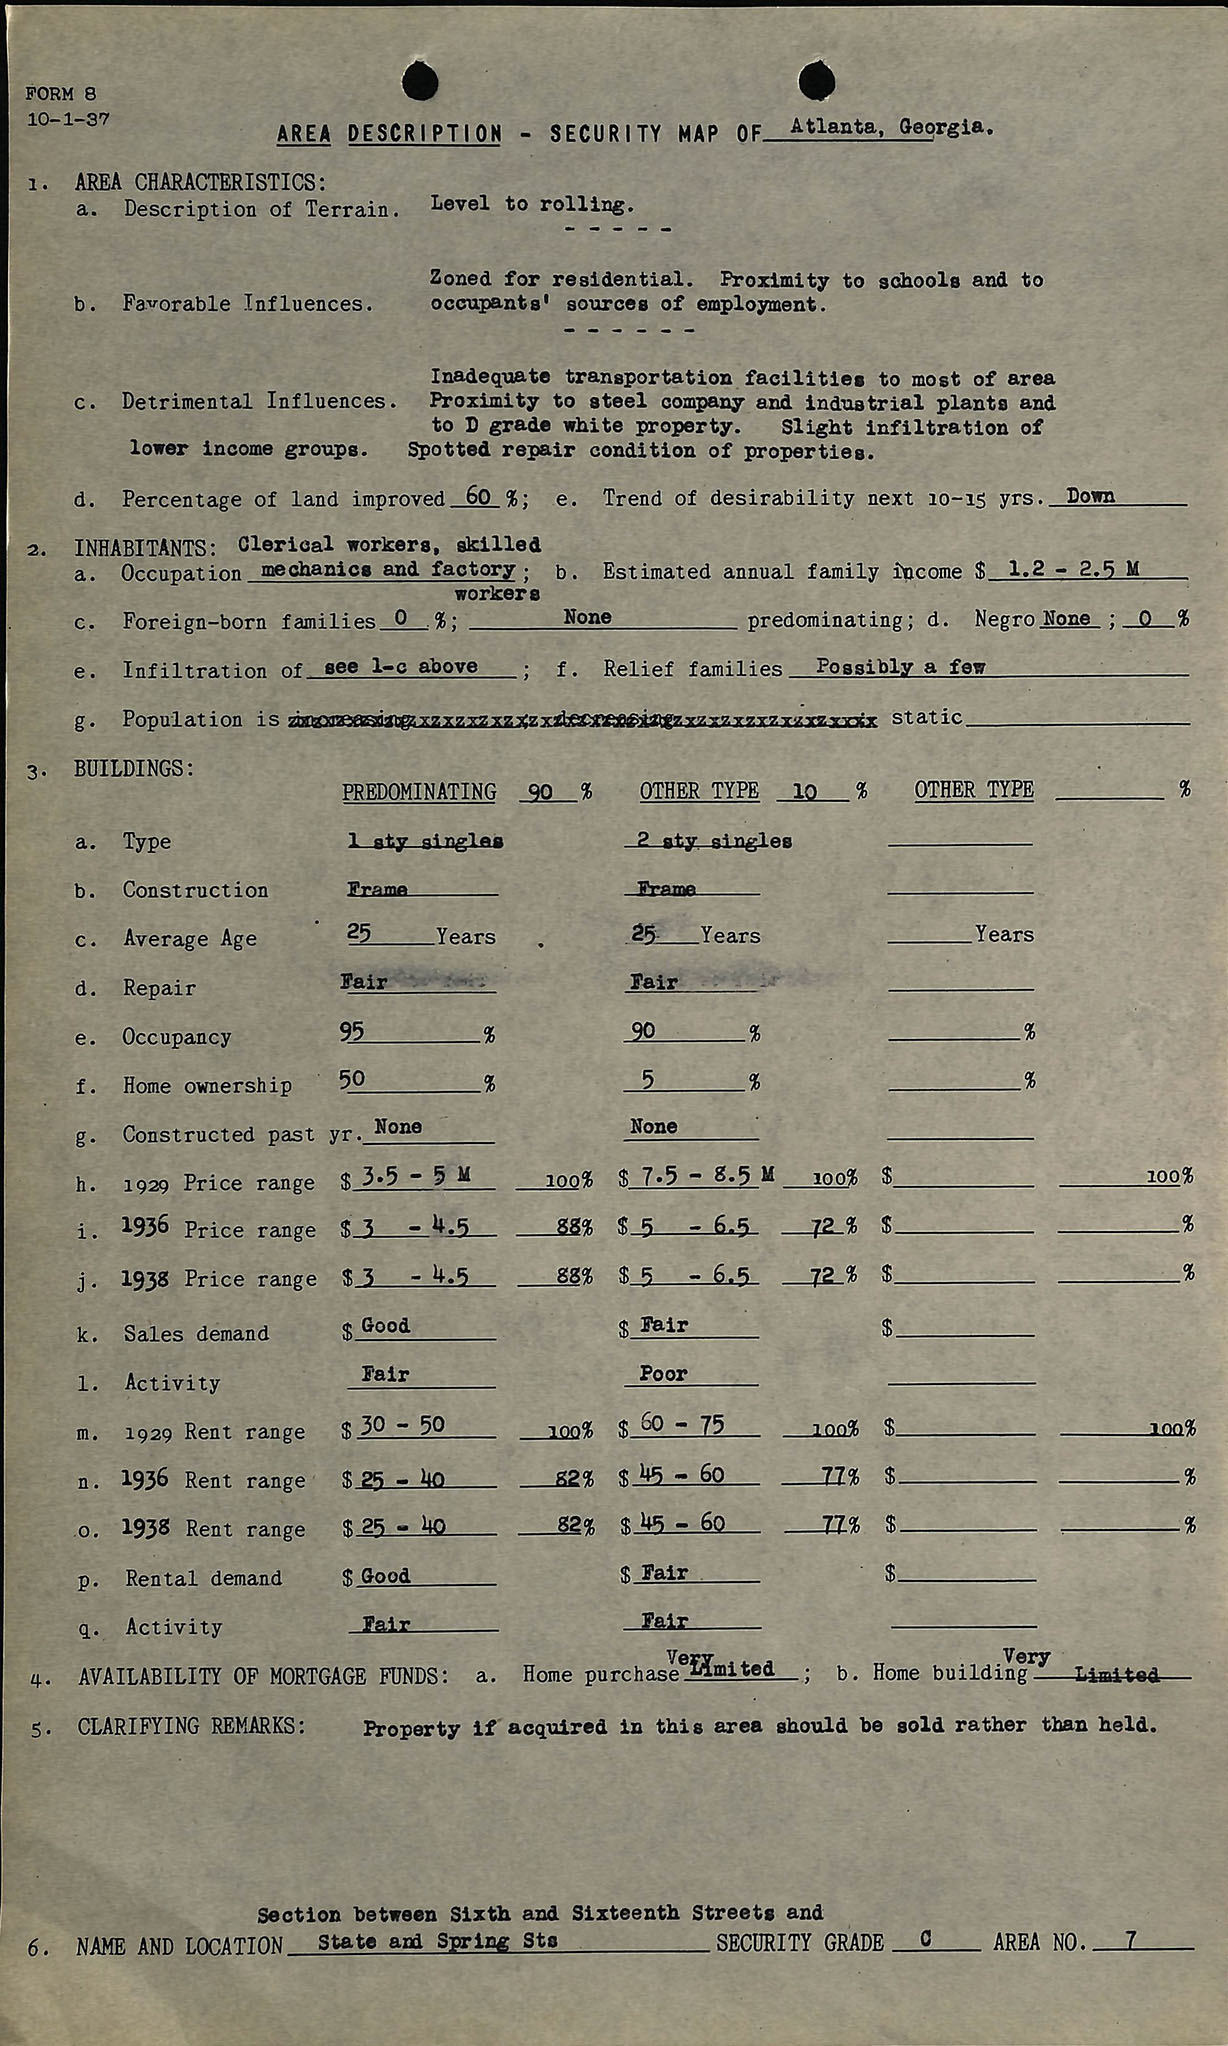 FORM 8
10-1-37
AREA DESCRIPTION - SECURITY MAP OF Atlanta, Georgia.
1. AREA CHARACTERISTICS:
a. Description of Terrain. Level to rolling.
- - - - -
Zoned for residential. Proximity to schools and to
b. Favorable Influences. occupants' sources of employment.
- - - - - -
Inadequate transportation facilities to most of area
c. Detrimental Influences. Proximity to steel company and industrial plants and
to D grade white property. Slight infiltration of
lower income groups. Spotted repair condition of properties.
d. Percentage of land improved 60 %; e. Trend of desirability next 10-15 yrs. Down
2. INHABITANTS: Clerical workers, skilled
a. Occupation mechanics and factory; b. Estimated annual family income $ 1.2 - 2.5 M
workers
c. Foreign-born families 0 %; None predominating; d. Negro None; 0 %
e. Infiltration of see 1-c above; f. Relief families Possibly a few
g. Population is increasing decreasing static
3. BUILDINGS:
PREDOMINATING 90 % OTHER TYPE 10 % OTHER TYPE %
a. Type 1 sty singles 2 sty singles
b. Construction Frame Frame
c. Average Age 25 Years 25 Years Years
d. Repair Fair Fair
e. Occupancy 95 % 90 % %
f. Home ownership 50 % 5 % %
g. Constructed past yr. None None
h. 1929 Price range $ 3.5 - 5 M 100% $ 7.5 - 8.5 M 100% $ 100%
i. 1936 Price range $ 3 - 4.5 88% $ 5 - 6.5 72 % $ %
j. 1938 Price range $ 3 - 4.5 88% $ 5 - 6.5 72 % $ %
k. Sales demand $ Good $ Fair $
l. Activity Fair Poor
m. 1929 Rent range $ 30 - 50 100% $ 60 - 75 100% $ 100%
n. 1936 Rent range $ 25 - 40 82% $ 45 - 60 77% $ %
o. 1938 Rent range $ 25 - 40 82% $ 45 - 60 77% $ %
p. Rental demand $ Good $ Fair $
q. Activity Fair Fair
4. AVAILABILITY OF MORTGAGE FUNDS: a. Home purchase Very Limited; b. Home building Very Limited
5. CLARIFYING REMARKS: Property if acquired in this area should be sold rather than held.
Section between Sixth and Sixteenth Streets and
6. NAME AND LOCATION State and Spring Sts SECURITY GRADE C AREA NO. 7